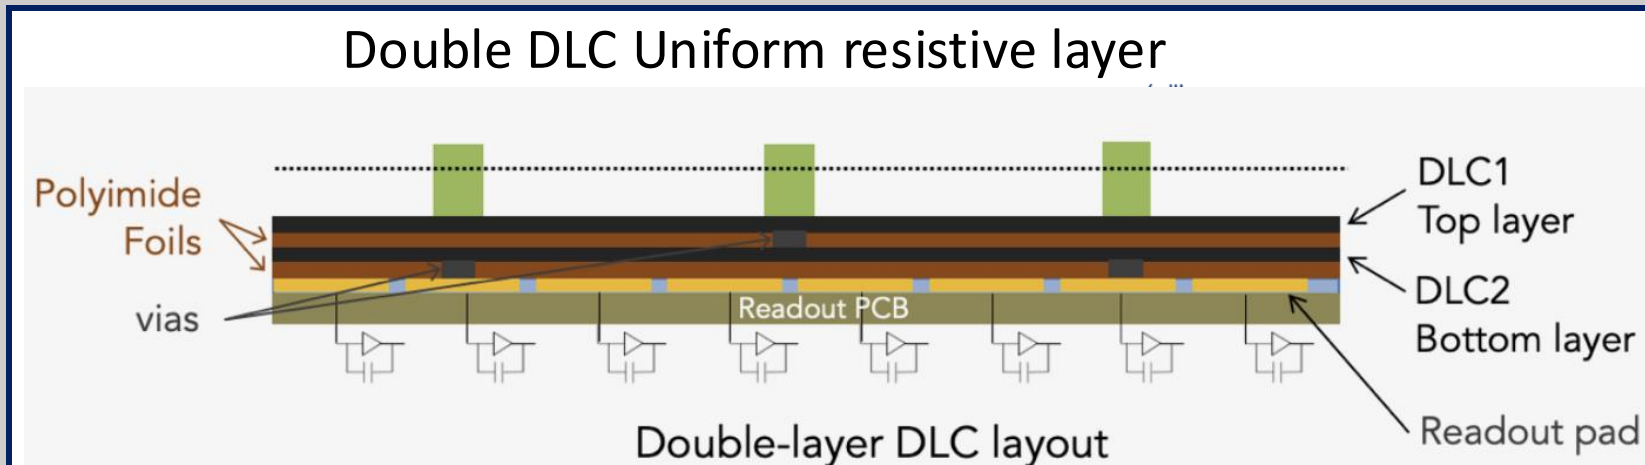 Double DLC Uniform resistive layer
Polyimide
Foils
vias
DLC1
Top layer
DLC2
Bottom layer
Readout PCB
Readout pad
Double-layer DLC layout